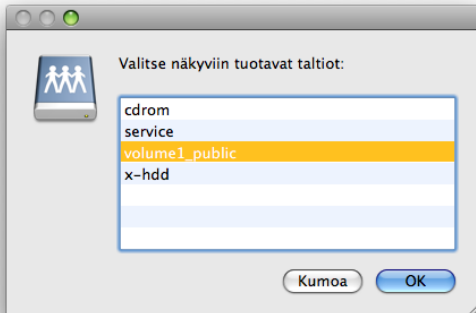 Valitse näkyviin tuotavat taltiot:
cdrom
service
volume1_public
x-hdd
Kumoa
OK